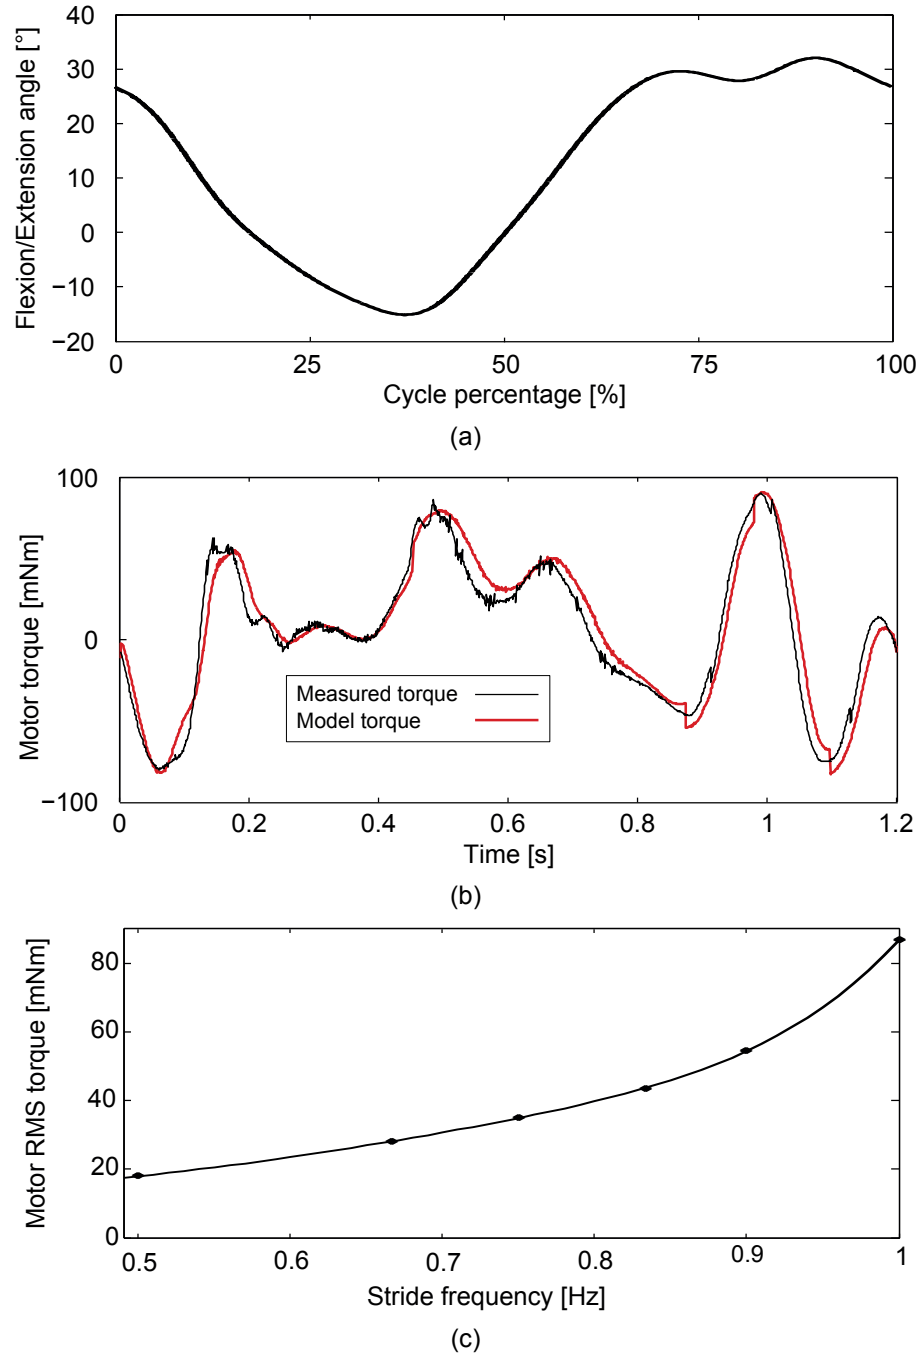 40
30
20
10
0
−10
−20
Flexion/Extension angle [°]
0 25 50 75 100
Cycle percentage [%]
(a)
100
0
−100
Motor torque [mNm]
Measured torque
Model torque
0 0.2 0.4 0.6 0.8 1 1.2
Time [s]
(b)
80
60
40
20
0
Motor RMS torque [mNm]
0.5 0.6 0.7 0.8 0.9 1
Stride frequency [Hz]
(c)